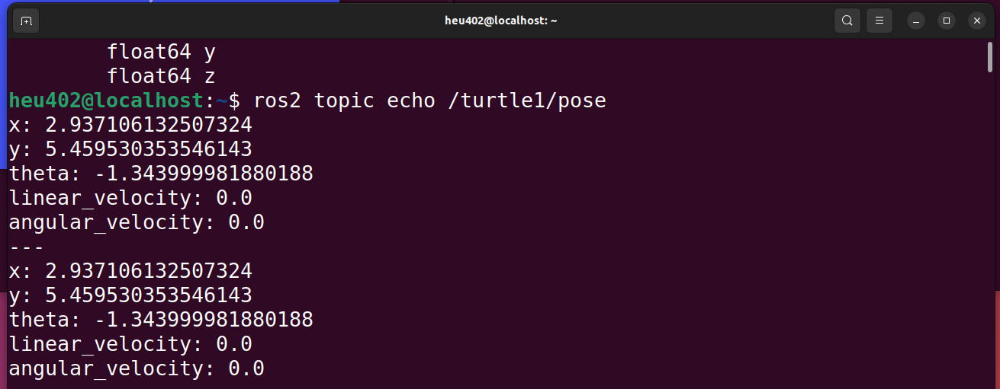 heu402@localhost: ~
float64 y
float64 z
heu402@localhost:~$ ros2 topic echo /turtle1/pose
x: 2.937106132507324
y: 5.459530353546143
theta: -1.343999981880188
linear_velocity: 0.0
angular_velocity: 0.0
---
x: 2.937106132507324
y: 5.459530353546143
theta: -1.343999981880188
linear_velocity: 0.0
angular_velocity: 0.0